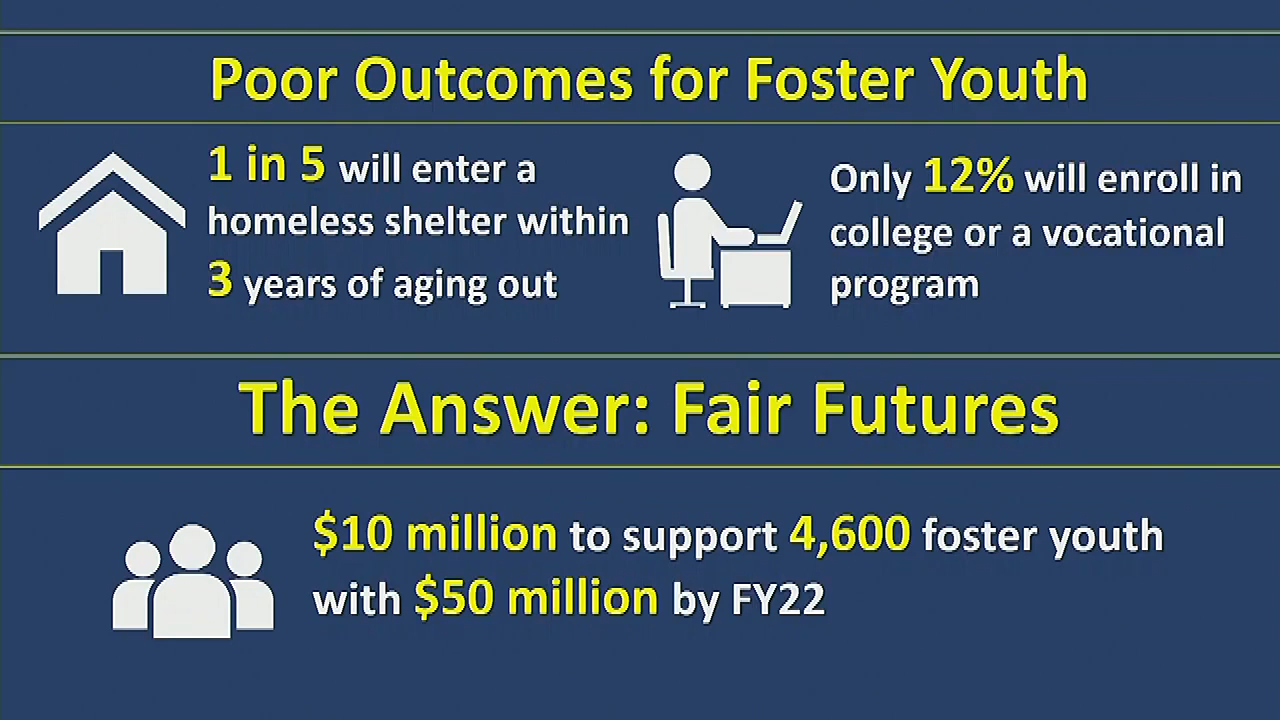 Poor Outcomes for Foster Youth
1 in 5 will enter a
homeless shelter within
3 years of aging out
Only 12% will enroll in
college or a vocational
program
The Answer: Fair Futures
$10 million to support 4,600 foster youth
with $50 million by FY22